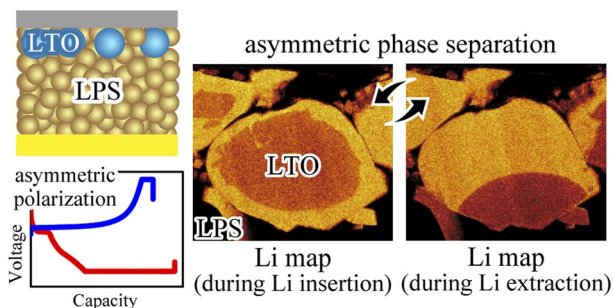 LTO
LPS
asymmetric
polarization
Voltage
Capacity
asymmetric phase separation
LTO
LPS
Li map
(during Li insertion)
Li map
(during Li extraction)